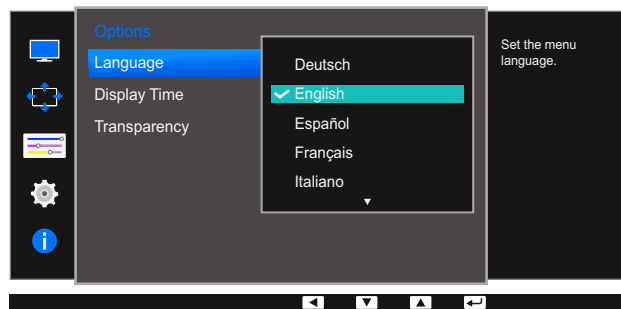 Options
Language
Display Time
Transparency
Deutsch
English
Español
Français
Italiano
Set the menu
language.